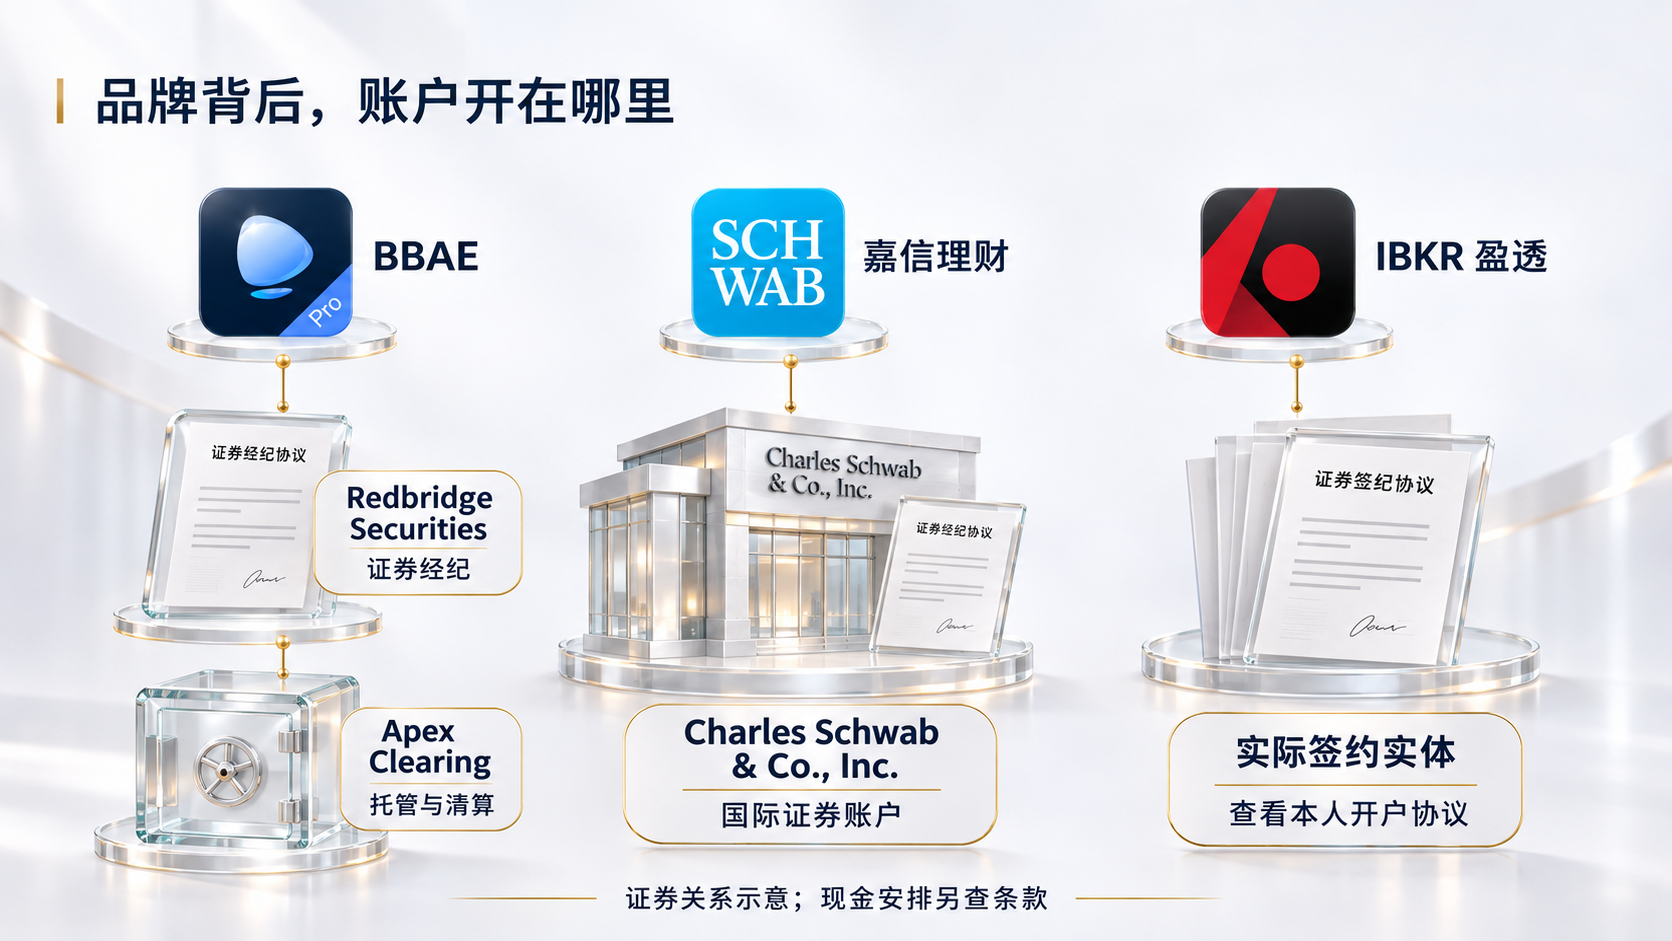 品牌背后，账户开在哪里
Pro
BBAE
SCH
WAB
嘉信理财
IBKR 盈透
证券经纪协议
Redbridge
Securities
证券经纪
Apex
Clearing
托管与清算
Charles Schwab
& Co., Inc.
证券经纪协议
Charles Schwab
& Co., Inc.
国际证券账户
证券签纪协议
实际签约实体
查看本人开户协议
证券关系示意；现金安排另查条款